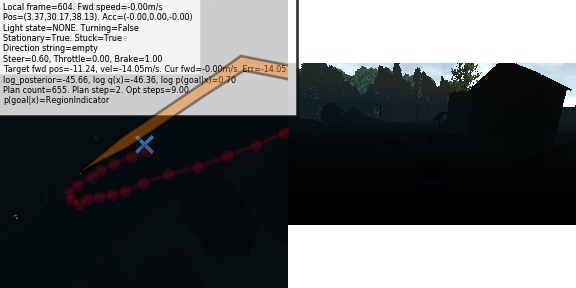 Local frame=604. Fwd speed=-0.00m/s
Pos=(3.37,30.17,38.13). Acc=(-0.00,0.00,-0.00)
Light state=NONE. Turning=False
Stationary=True. Stuck=True
Direction string=empty
Steer=0.60, Throttle=0.00, Brake=1.00
Target fwd pos=-11.24, vel=-14.05m/s. Cur fwd=-0.00m/s, Err=-14.05
log_posterior=-45.66, log q(x)=-46.36, log p(goal|x)=0.70
Plan count=655. Plan step=2. Opt steps=9.00
p(goal|x)=RegionIndicator